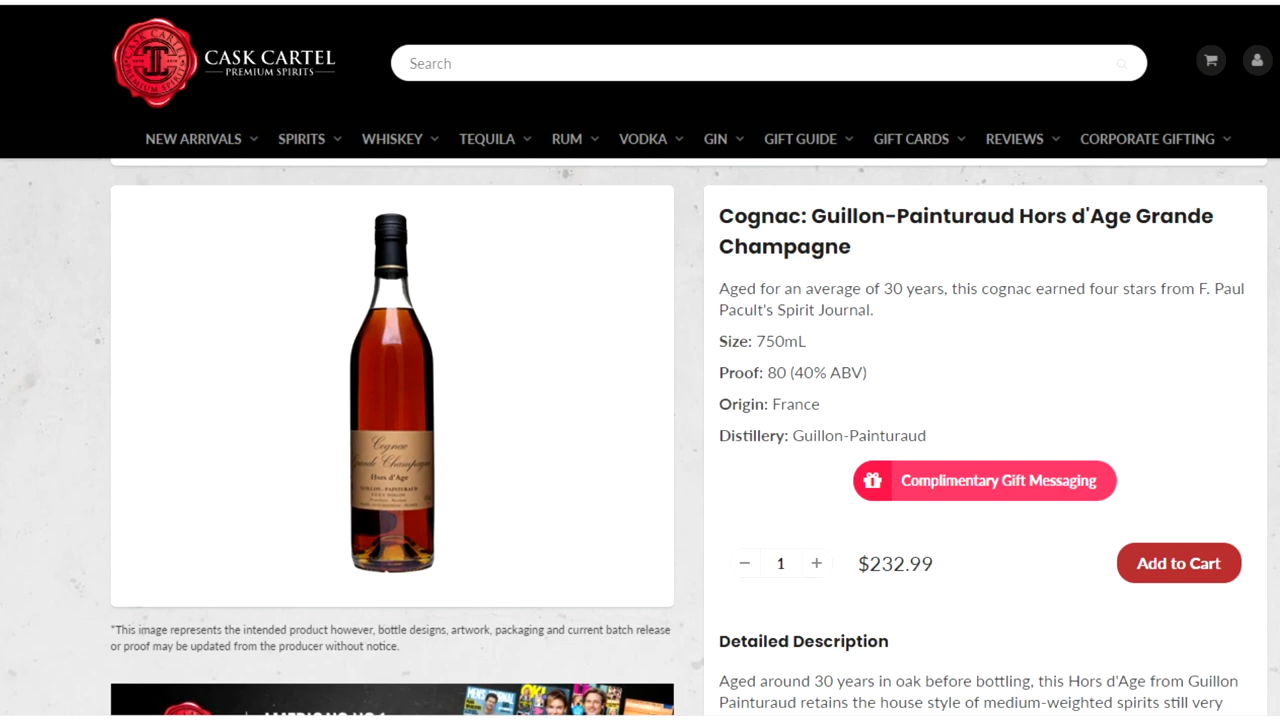 CASK CARTEL
PREMIUM SPIRITS
Search
NEW ARRIVALS SPIRITS WHISKEY TEQUILA RUM VODKA GIN GIFT GUIDE GIFT CARDS REVIEWS CORPORATE GIFTING
Cognac
Grande Champagne
Hors d'Age
GUILLON - PAINTURAUD
*This image represents the intended product however, bottle designs, artwork, packaging and current batch release
or proof may be updated from the producer without notice.
Cognac: Guillon-Painturaud Hors d'Age Grande
Champagne
Aged for an average of 30 years, this cognac earned four stars from F. Paul
Pacult's Spirit Journal.
Size: 750mL
Proof: 80 (40% ABV)
Origin: France
Distillery: Guillon-Painturaud
Complimentary Gift Messaging
− 1 + $232.99 Add to Cart
Detailed Description
Aged around 30 years in oak before bottling, this Hors d'Age from Guillon
Painturaud retains the house style of medium-weighted spirits still very